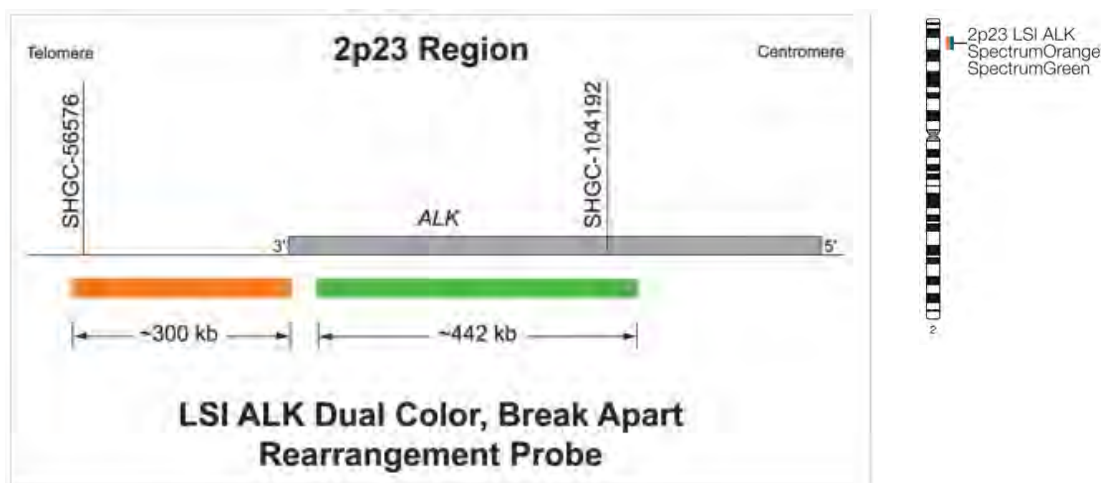 2p23 Region
Telomere
Centromere
SHGC-56576
SHGC-104192
ALK
3'
5'
~300 kb
~442 kb
LSI ALK Dual Color, Break Apart
Rearrangement Probe
2p23 LSI ALK
SpectrumOrange
SpectrumGreen
2